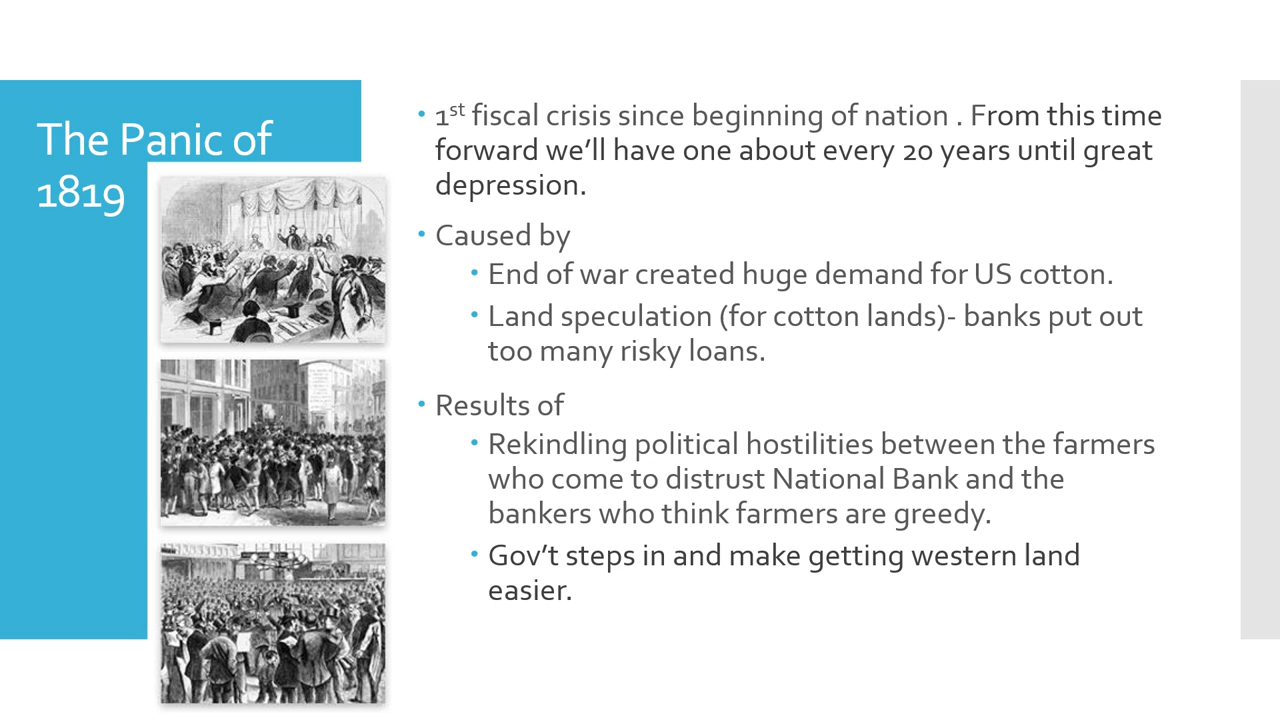 The Panic of
1819
• 1st fiscal crisis since beginning of nation . From this time
forward we’ll have one about every 20 years until great
depression.
• Caused by
• End of war created huge demand for US cotton.
• Land speculation (for cotton lands)- banks put out
too many risky loans.
• Results of
• Rekindling political hostilities between the farmers
who come to distrust National Bank and the
bankers who think farmers are greedy.
• Gov’t steps in and make getting western land
easier.